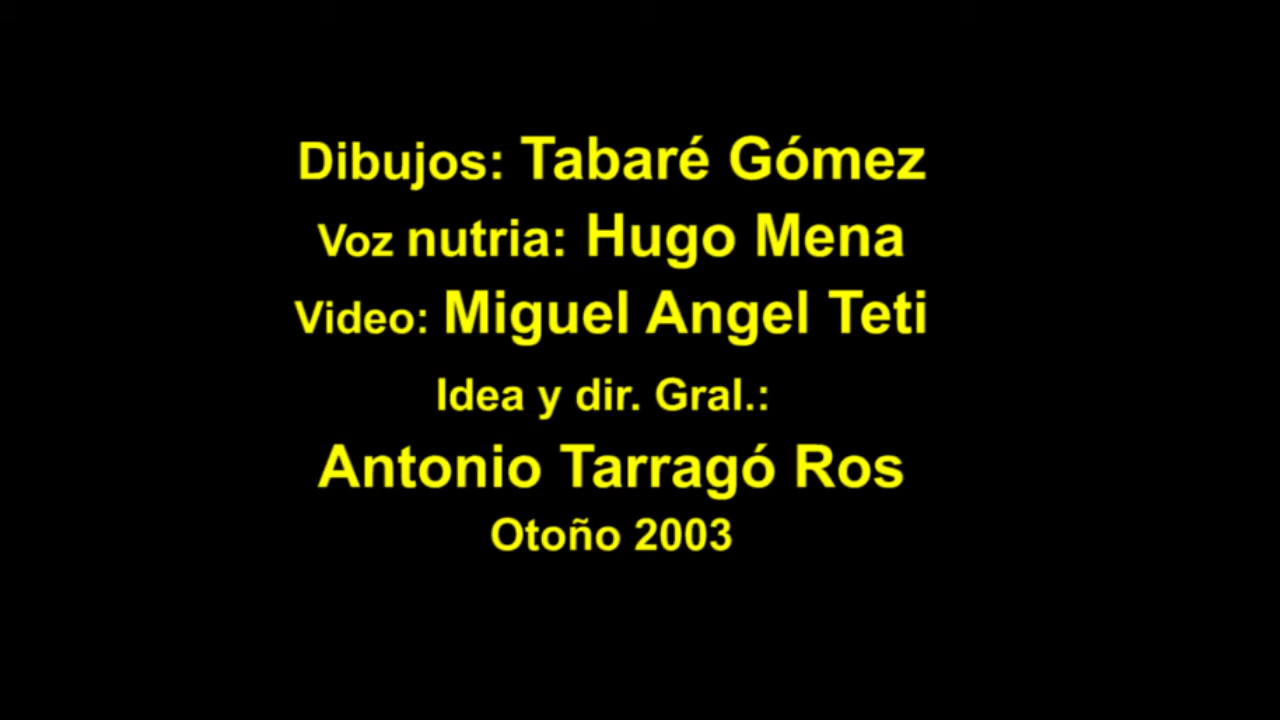 Dibujos: Tabaré Gómez
Voz nutria: Hugo Mena
Video: Miguel Angel Teti
Idea y dir. Gral.:
Antonio Tarragó Ros
Otoño 2003